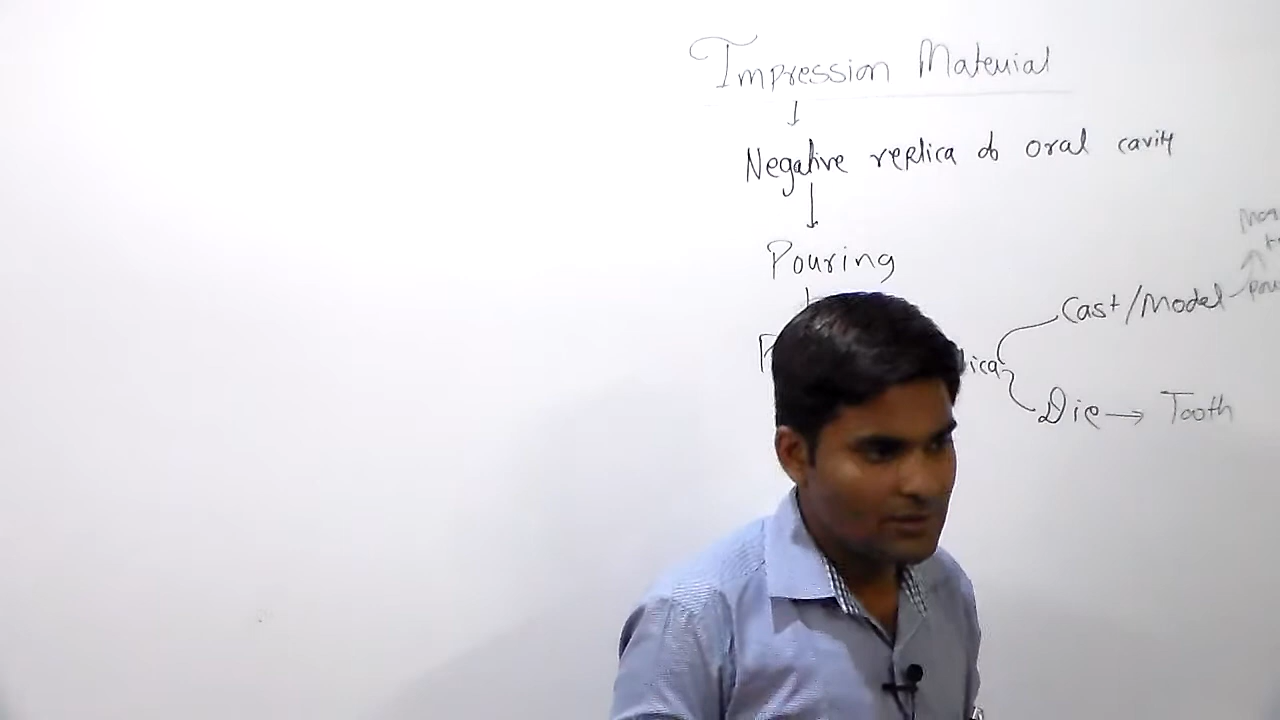 Impression Material
↓
Negative replica of oral cavity
↓
Pouring
Cast/Model
Die → Tooth